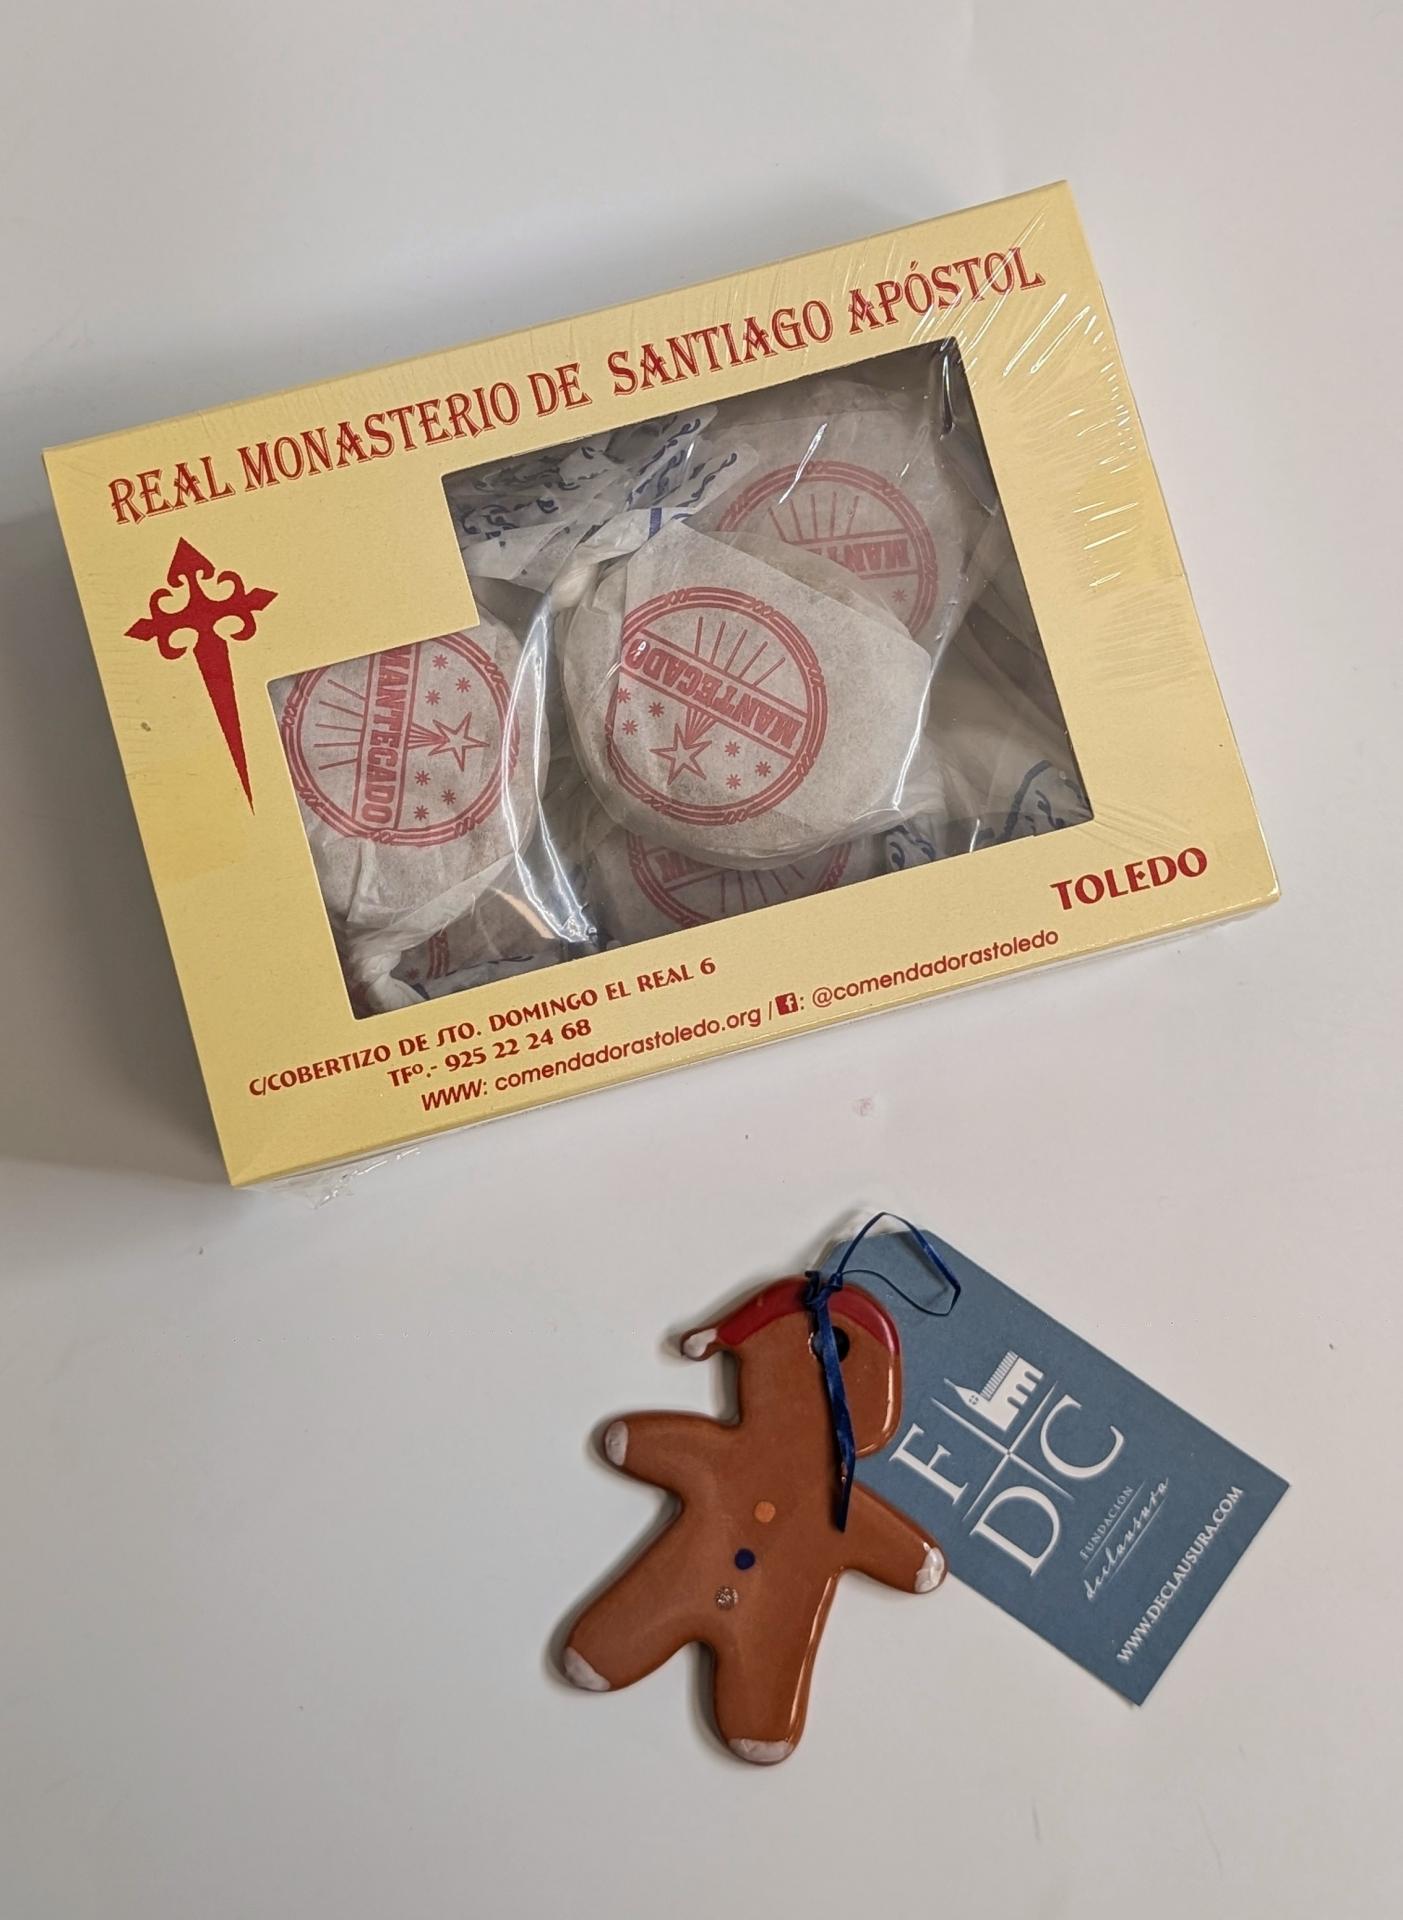 REAL MONASTERIO DE SANTIAGO APÓSTOL
MANTECADO
MANTECADO
MANTECADO
TOLEDO
C/COBERTIZO DE STO. DOMINGO EL REAL 6
TFº.- 925 22 24 68
WWW: comendadorastoledo.org / f: @comendadorastoledo
F
D C
FUNDACIÓN
declausura
WWW.DECLAUSURA.COM